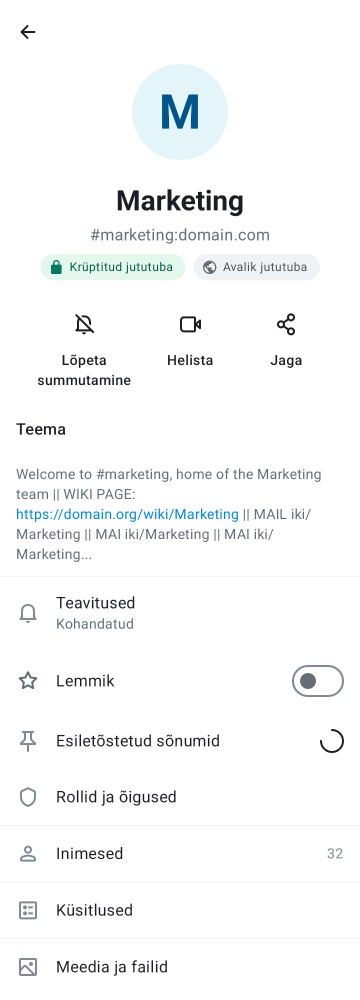 M
Marketing
#marketing:domain.com
Krüptitud jututuba
Avalik jututuba
Lõpeta
summutamine
Helista
Jaga
Teema
Welcome to #marketing, home of the Marketing
team || WIKI PAGE:
https://domain.org/wiki/Marketing || MAIL iki/
Marketing || MAI iki/Marketing || MAI iki/
Marketing...
Teavitused
Kohandatud
Lemmik
Esiletõstetud sõnumid
Rollid ja õigused
Inimesed 32
Küsitlused
Meedia ja failid